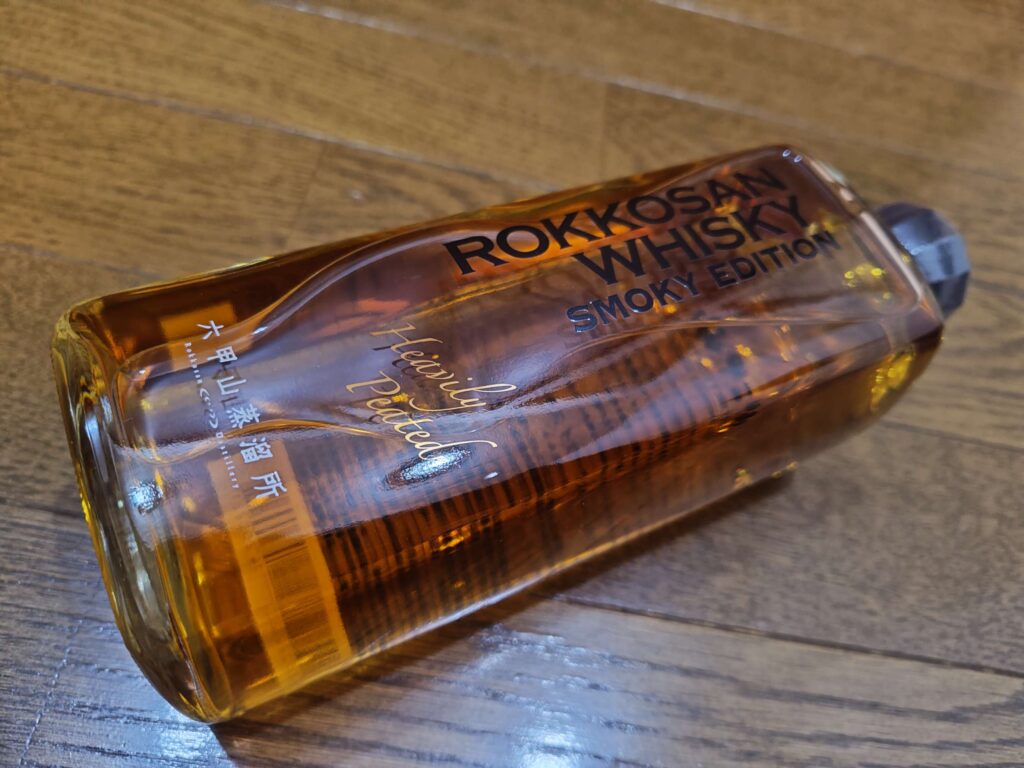 ROKKOSAN
WHISKY
SMOKY EDITION
Heavily
Peated
六甲山蒸溜所